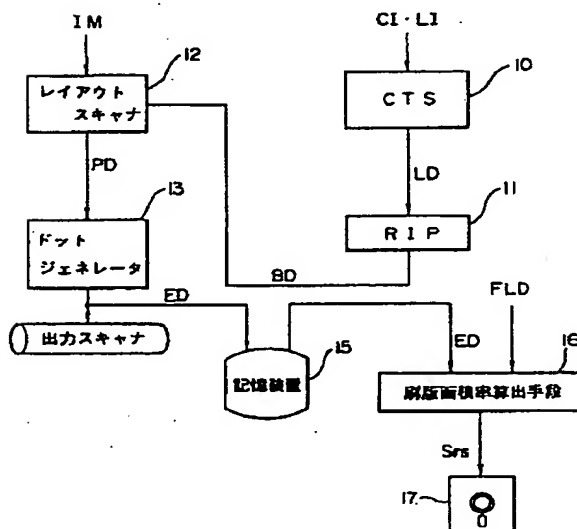 IM
CI・LI
12
レイアウト
スキャナ
10
CTS
PD
LD
13
11
RIP
ドット
ジェネレータ
BD
ED
FLD
出力スキャナ
15
記憶装置
ED
16
刷版面積率算出手段
Srs
17